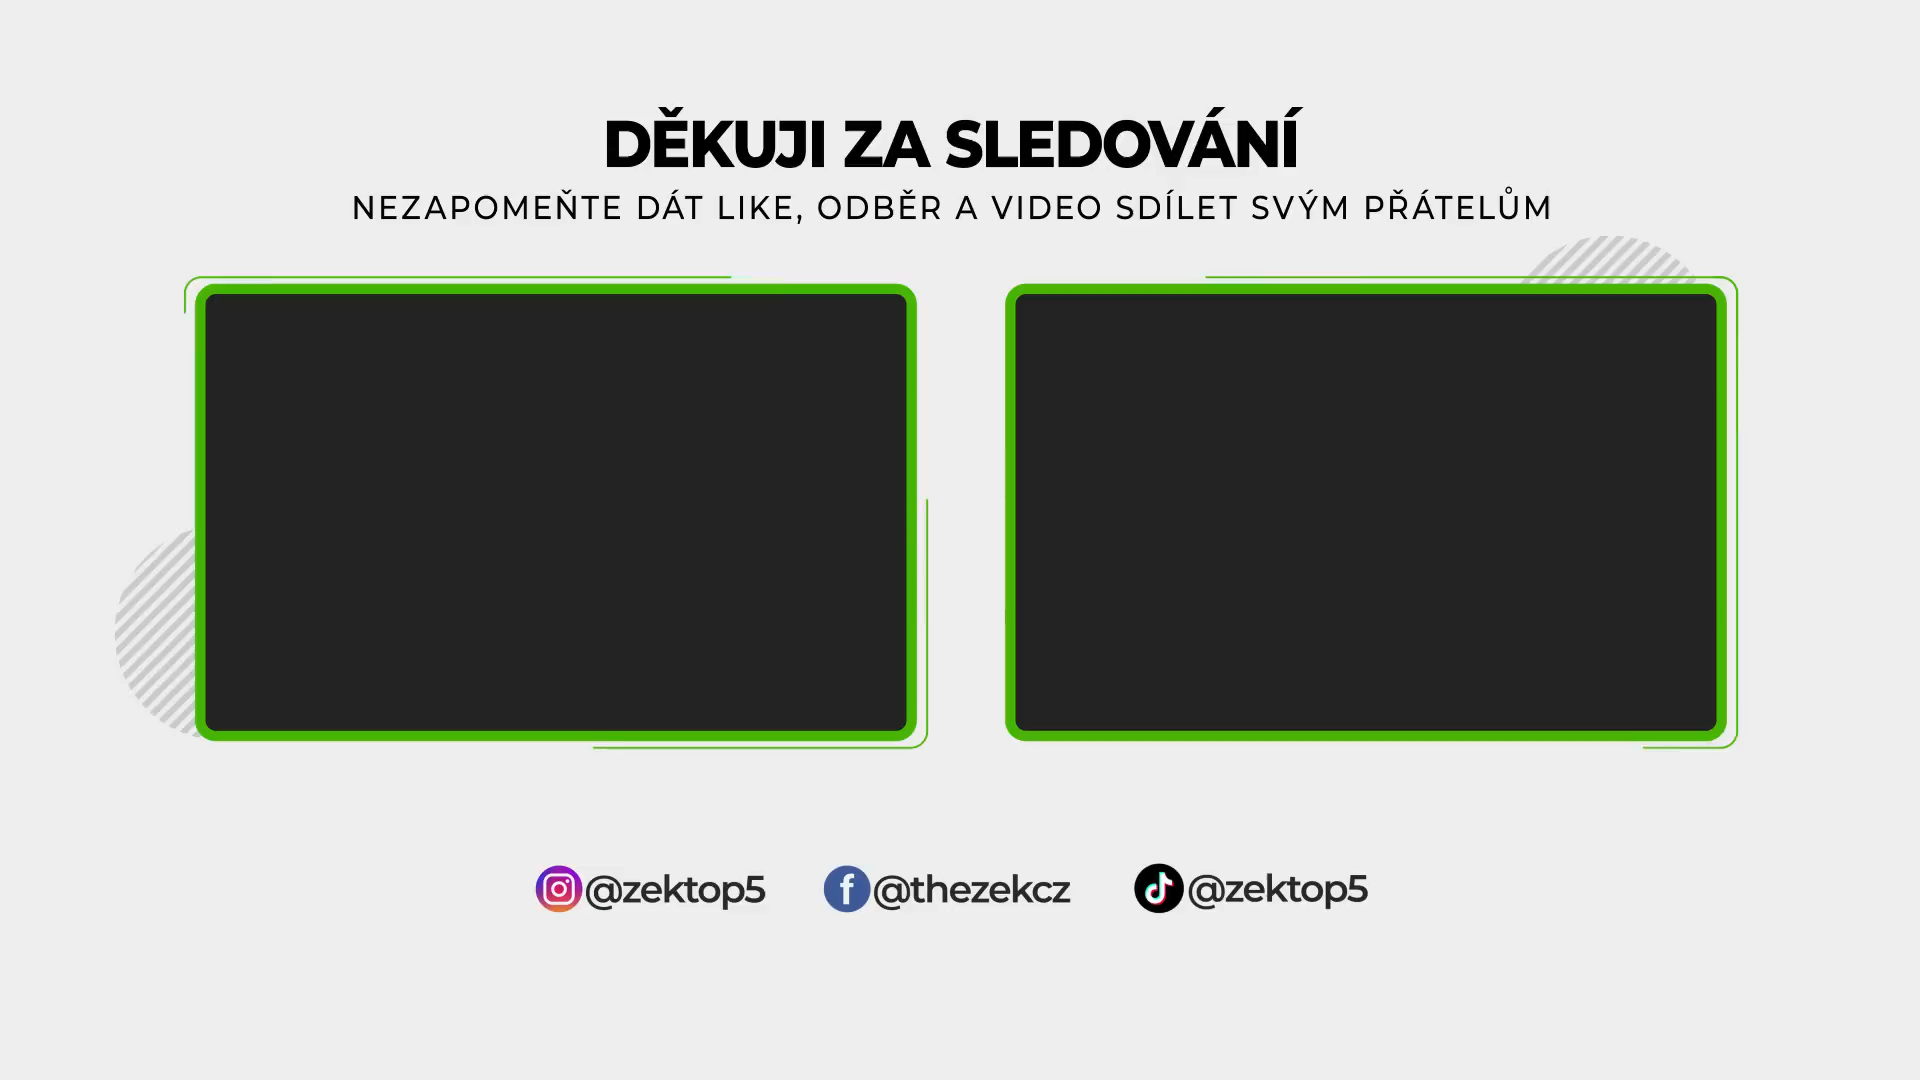 DĚKUJI ZA SLEDOVÁNÍ
NEZAPOMEŇTE DÁT LIKE, ODBĚR A VIDEO SDÍLET SVÝM PŘÁTELŮM
@zektop5 @thezekcz @zektop5